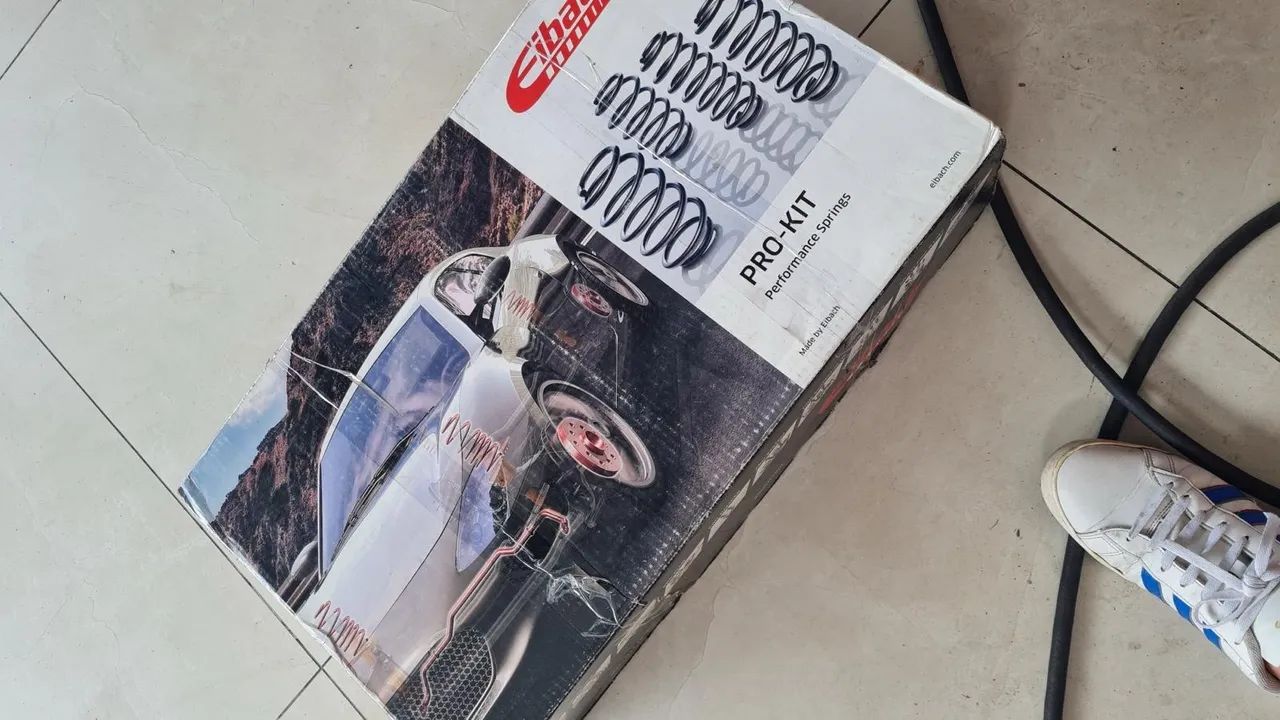 Eibach
PRO-KIT
Performance Springs
Made by Eibach
eibach.com